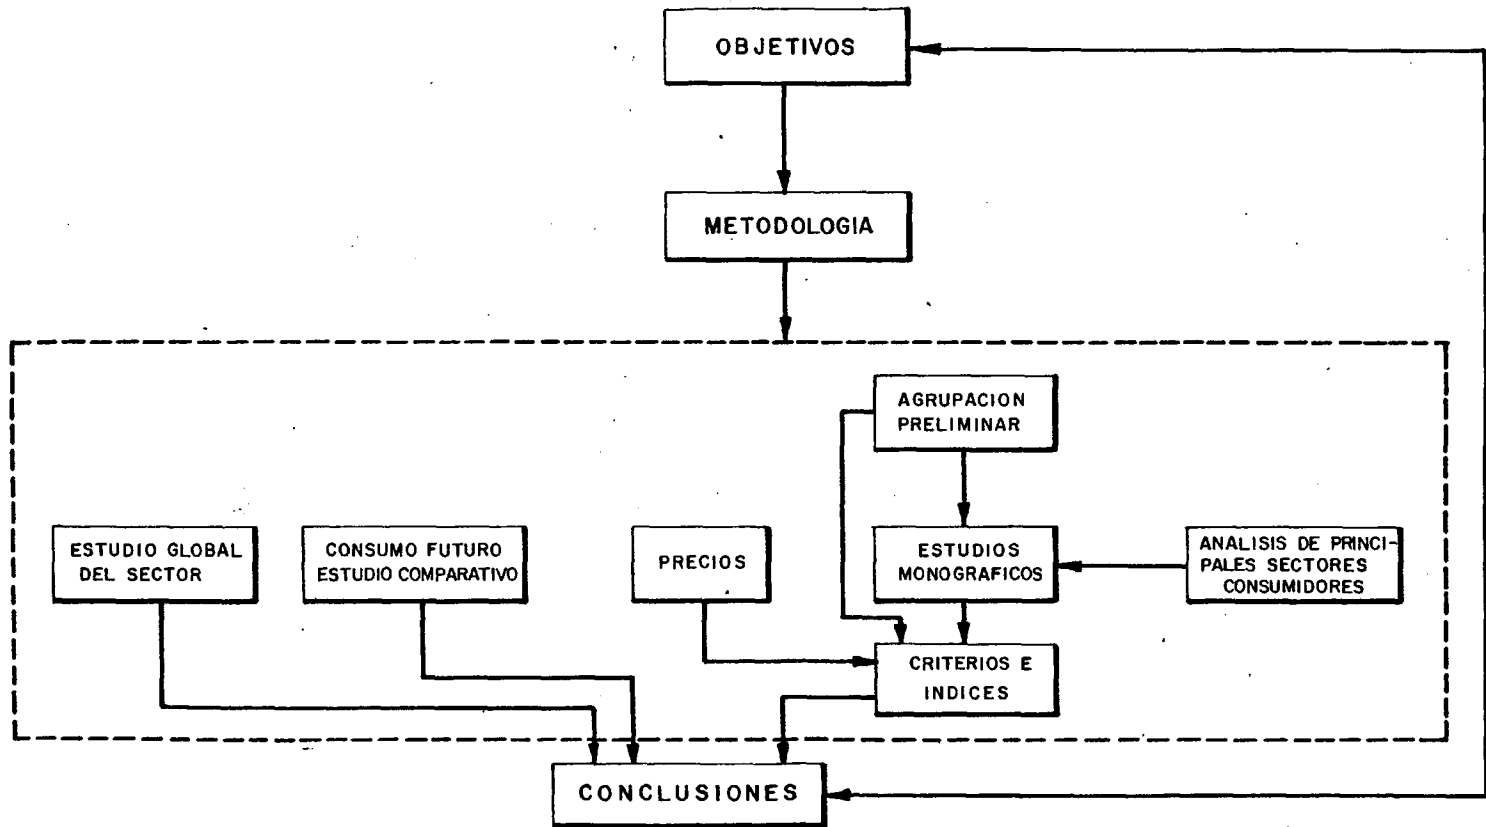 OBJETIVOS
METODOLOGIA
AGRUPACION
PRELIMINAR
ESTUDIO GLOBAL
DEL SECTOR
CONSUMO FUTURO
ESTUDIO COMPARATIVO
PRECIOS
ESTUDIOS
MONOGRAFICOS
ANALISIS DE PRINCI-
PALES SECTORES
CONSUMIDORES
CRITERIOS E
INDICES
CONCLUSIONES